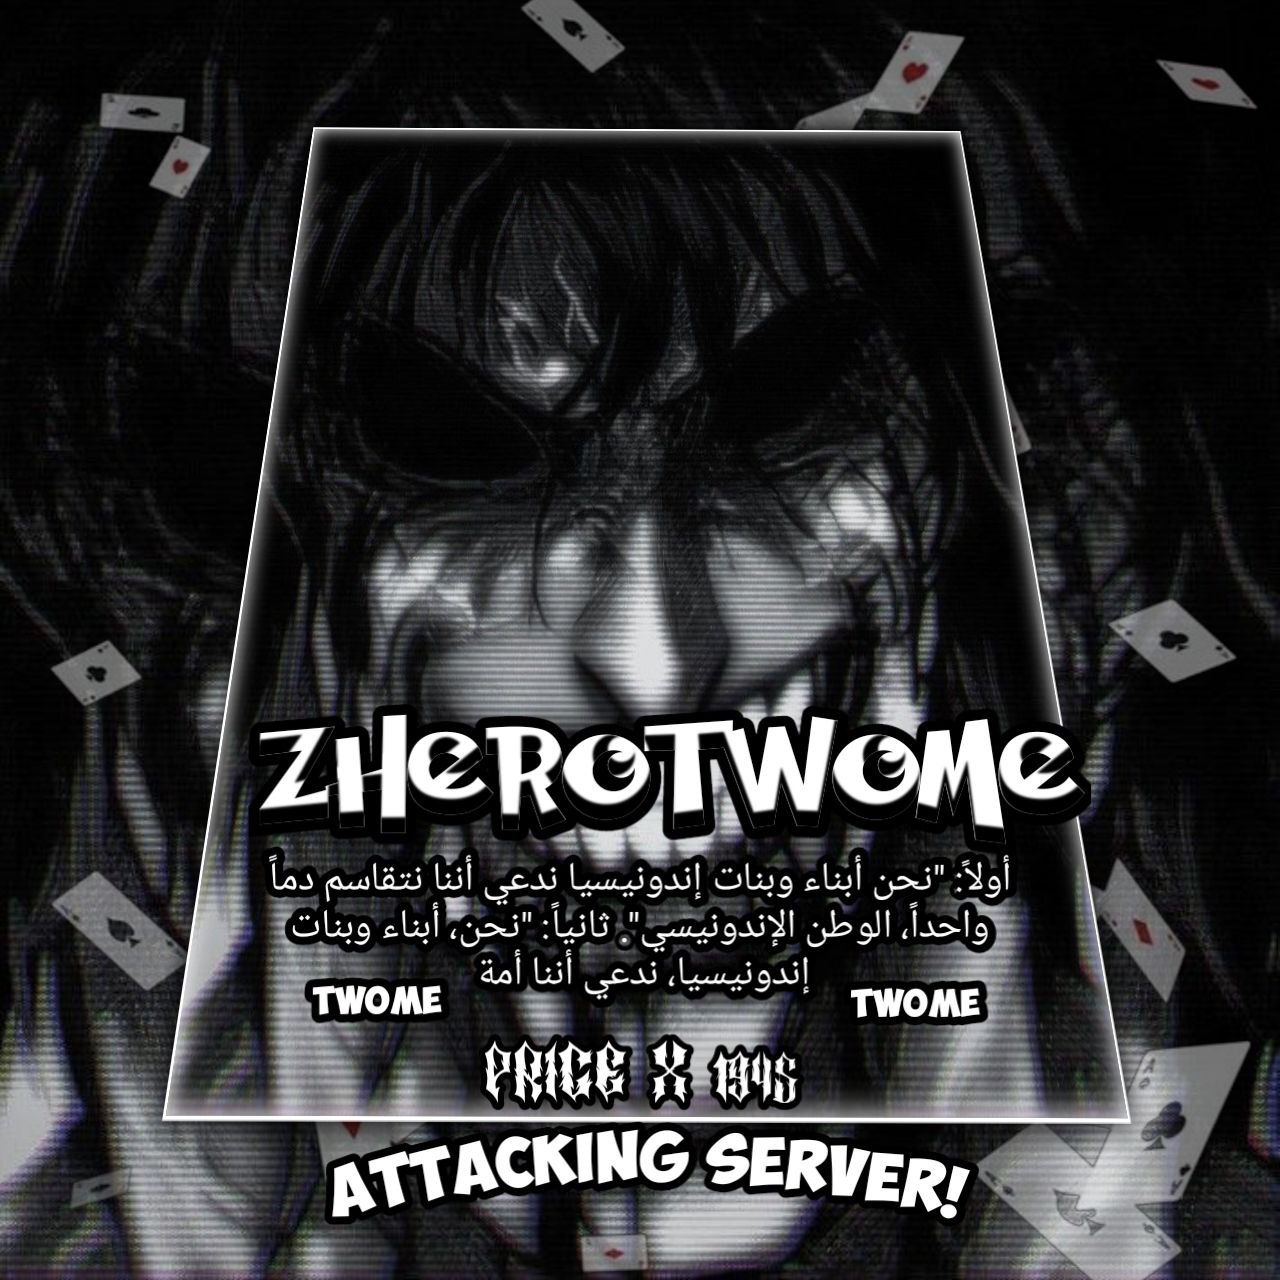 ZHEROTWOME
أولاً: "نحن أبناء وبنات إندونيسيا ندعي أننا نتقاسم دماً
واحداً، الوطن الإندونيسي". ثانياً: "نحن، أبناء وبنات
إندونيسيا، ندعي أننا أمة
TWOME
TWOME
PRICE X 1945
ATTACKING SERVER!